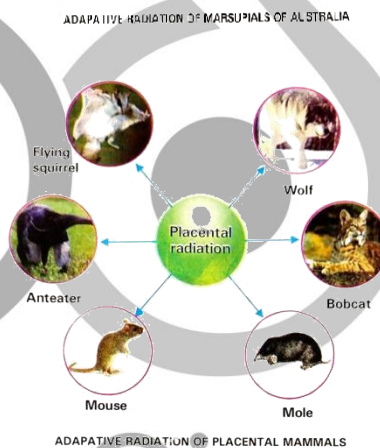 ADAPATIVE RADIATION OF MARSUPIALS OF AUSTRALIA
Flying
squirrel
Wolf
Placental
radiation
Anteater
Bobcat
Mouse
Mole
ADAPATIVE RADIATION OF PLACENTAL MAMMALS